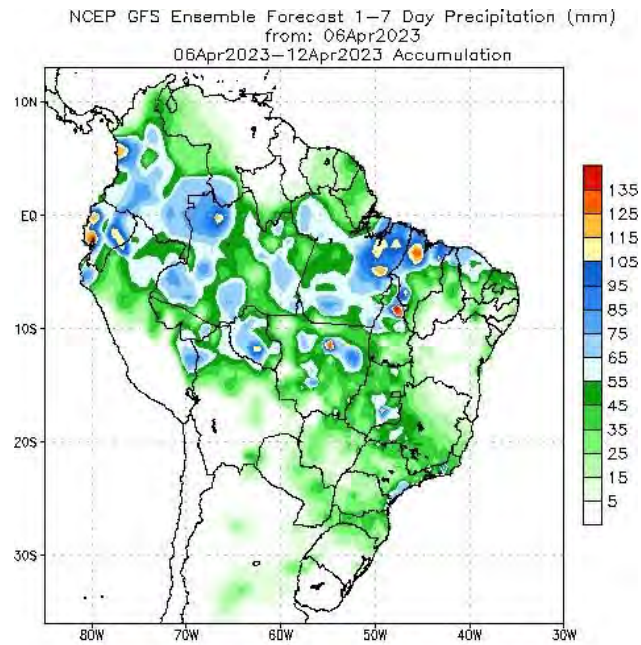 NCEP GFS Ensemble Forecast 1–7 Day Precipitation (mm)
from: 06Apr2023
06Apr2023–12Apr2023 Accumulation
10N
EQ
10S
20S
30S
80W
70W
60W
50W
40W
30W
135
125
115
105
95
85
75
65
55
45
35
25
15
5